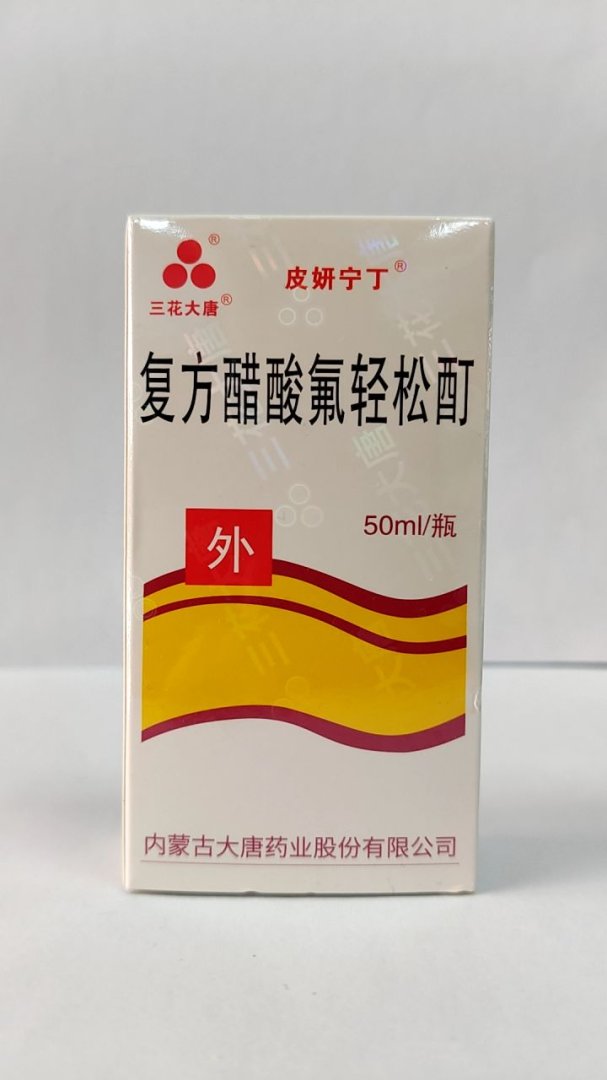 三花大唐®
皮妍宁丁®
复方醋酸氟轻松酊
50ml/瓶
外
内蒙古大唐药业股份有限公司